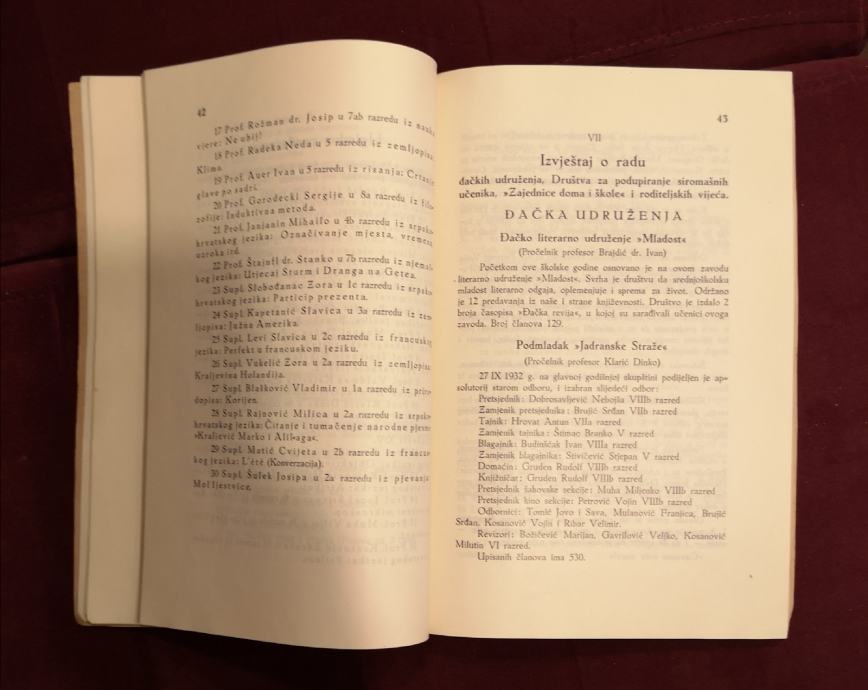 42
17 Prof. Rožman dr. Josip u 7ab razredu iz nauke
vjere: Ne ubij!
18 Prof. Radeka Neda u 5 razredu iz zemljopisa:
Klima.
19 Prof. Auer Ivan u 5 razredu iz risanja: Crtanje
glave po sadri.
20 Prof. Gorodecki Sergije u 8a razredu iz filo-
zofije: Induktivna metoda.
21 Prof. Janjanin Mihailo u 4b razredu iz srpsko-
hrvatskog jezika: Označivanje mjesta, vremena,
uzroka itd.
22 Prof. Štajnfl dr. Stanko u 7b razredu iz njemač-
kog jezika: Utjecaj Sturm i Dranga na Getea.
23 Supl. Slobođanac Zora u 1c razredu iz srpsko-
hrvatskog jezika: Particip prezenta.
24 Supl. Kapetanić Slavica u 3a razredu iz zem-
ljopisa: Južna Amerika.
25 Supl. Levi Slavica u 2c razredu iz francuskog
jezika: Perfekt u francuskom jeziku.
26 Supl. Vukelić Zora u 2a razredu iz zemljopisa:
Kraljevina Holandija.
27 Supl. Blašković Vladimir u 1a razredu iz priro-
dopisa: Korijen.
28 Supl. Rajnović Milica u 2a razredu iz srpsko-
hrvatskog jezika: Čitanje i tumačenje narodne pjesme
»Kraljević Marko i Alil-aga«.
29 Supl. Matić Cvijeta u 2b razredu iz francus-
kog jezika: L'été (Konverzacija).
30 Supl. Šulek Josipa u 2a razredu iz pjevanja:
Mol ljestvice.
43
VII
Izvještaj o radu
đačkih udruženja, Društva za podupiranje siromašnih
učenika, »Zajednice doma i škole« i roditeljskih vijeća.
ĐAČKA UDRUŽENJA
Đačko literarno udruženje »Mladost«
(Pročelnik profesor Brajdić dr. Ivan)
Početkom ove školske godine osnovano je na ovom zavodu
literarno udruženje »Mladost«. Svrha je društvu da srednjoškolsku
mladost literarno odgaja, oplemenjuje i sprema za život. Održano
je 12 predavanja iz naše i strane književnosti. Društvo je izdalo 2
broja časopisa »Đačka revija«, u kojoj su sarađivali učenici ovoga
zavoda. Broj članova 129.
Podmladak »Jadranske Straže«
(Pročelnik profesor Klarić Dinko)
27 IX 1932 g. na glavnoj godišnjoj skupštini podijeljen je ap-
solutorij starom odboru, i izabran slijedeći odbor:
Pretsjednik: Dobrosavljević Nebojša VIIIb razred
Zamjenik pretsjednika: Brujić Srđan VIIb razred
Tajnik: Hrovat Antun VIIa razred
Zamjenik tajnika: Štimac Branko V razred
Blagajnik: Budinšćak Ivan VIIIa razred
Zamjenik blagajnika: Stivičević Stjepan V razred
Domaćin: Gruden Rudolf VIIIb razred
Knjižničar: Gruden Rudolf VIIIb razred
Pretsjednik šahovske sekcije: Muha Miljenko VIIIb razred
Pretsjednik kino sekcije: Petrović Vojin VIIIb razred
Odbornici: Tomić Jovo i Sava, Mulanović Franjica, Brujić
Srđan, Kosanović Vojin i Ribar Velimir.
Revizori: Božičević Marijan, Gavrilović Veljko, Kosanović
Milutin VI razred.
Upisanih članova ima 530.